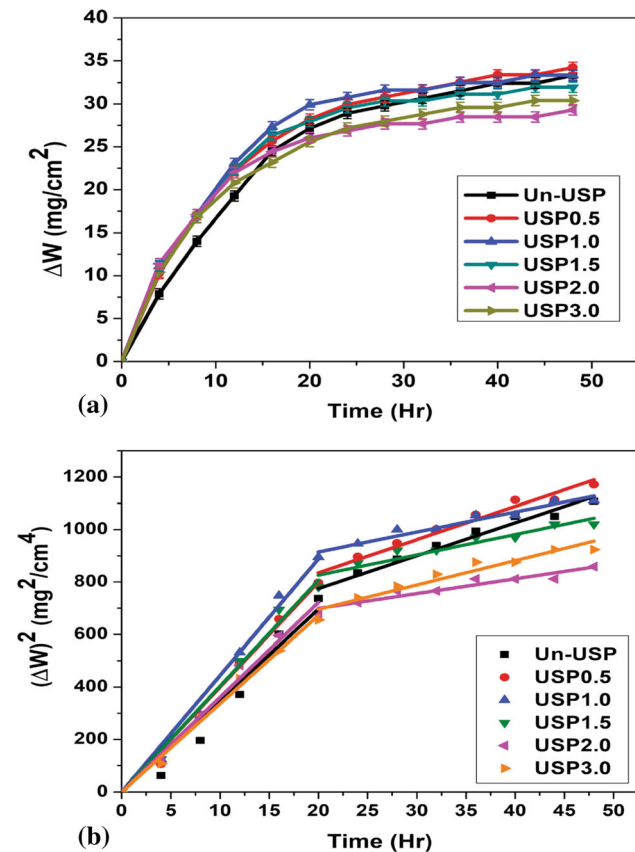 40
35
30
25
20
15
10
5
0
ΔW (mg/cm²)
Un-USP
USP0.5
USP1.0
USP1.5
USP2.0
USP3.0
0 10 20 30 40 50
(a)
Time (Hr)
1200
1000
800
600
400
200
0
(ΔW)² (mg²/cm⁴)
Un-USP
USP0.5
USP1.0
USP1.5
USP2.0
USP3.0
0 5 10 15 20 25 30 35 40 45 50
(b)
Time (Hr)